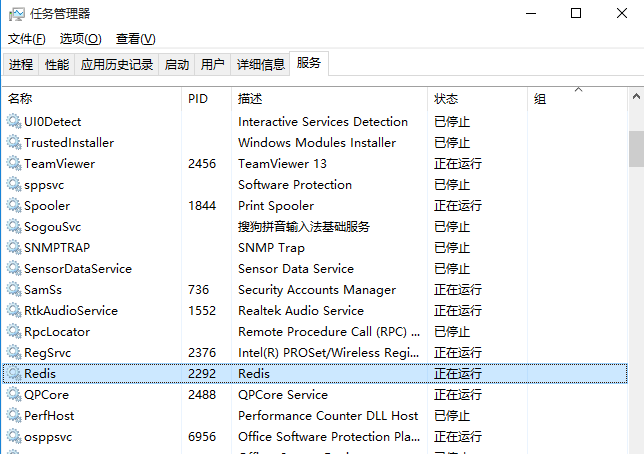 任务管理器
文件(F) 选项(O) 查看(V)
进程 性能 应用历史记录 启动 用户 详细信息 服务
名称 PID 描述 状态 组
UI0Detect Interactive Services Detection 已停止
TrustedInstaller Windows Modules Installer 已停止
TeamViewer 2456 TeamViewer 13 正在运行
sppsvc Software Protection 已停止
Spooler 1844 Print Spooler 正在运行
SogouSvc 搜狗拼音输入法基础服务 已停止
SNMPTRAP SNMP Trap 已停止
SensorDataService Sensor Data Service 已停止
SamSs 736 Security Accounts Manager 正在运行
RtkAudioService 1552 Realtek Audio Service 正在运行
RpcLocator Remote Procedure Call (RPC) ... 已停止
RegSrvc 2376 Intel(R) PROSet/Wireless Regi... 正在运行
Redis 2292 Redis 正在运行
QPCore 2488 QPCore Service 正在运行
PerfHost Performance Counter DLL Host 已停止
osppsvc 6956 Office Software Protection Pla... 正在运行